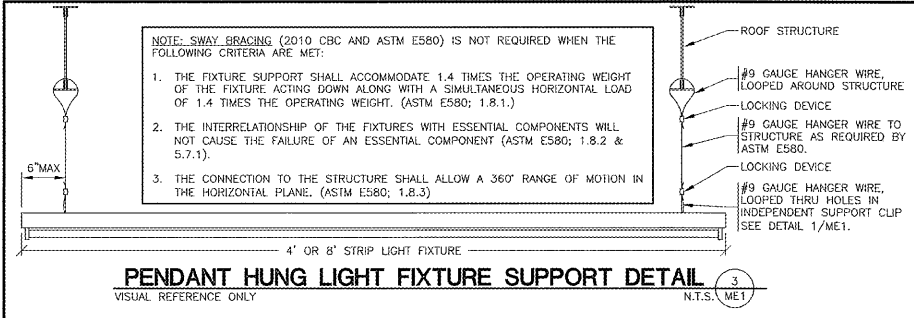 NOTE: SWAY BRACING (2010 CBC AND ASTM E580) IS NOT REQUIRED WHEN THE
FOLLOWING CRITERIA ARE MET:
1. THE FIXTURE SUPPORT SHALL ACCOMMODATE 1.4 TIMES THE OPERATING WEIGHT
OF THE FIXTURE ACTING DOWN ALONG WITH A SIMULTANEOUS HORIZONTAL LOAD
OF 1.4 TIMES THE OPERATING WEIGHT. (ASTM E580; 1.8.1.)
2. THE INTERRELATIONSHIP OF THE FIXTURES WITH ESSENTIAL COMPONENTS WILL
NOT CAUSE THE FAILURE OF AN ESSENTIAL COMPONENT (ASTM E580; 1.8.2 &
5.7.1).
3. THE CONNECTION TO THE STRUCTURE SHALL ALLOW A 360° RANGE OF MOTION IN
THE HORIZONTAL PLANE. (ASTM E580; 1.8.3)
ROOF STRUCTURE
#9 GAUGE HANGER WIRE,
LOOPED AROUND STRUCTURE
LOCKING DEVICE
#9 GAUGE HANGER WIRE TO
STRUCTURE AS REQUIRED BY
ASTM E580.
LOCKING DEVICE
#9 GAUGE HANGER WIRE,
LOOPED THRU HOLES IN
INDEPENDENT SUPPORT CLIP
SEE DETAIL 1/ME1.
6"MAX
4' OR 8' STRIP LIGHT FIXTURE
PENDANT HUNG LIGHT FIXTURE SUPPORT DETAIL
VISUAL REFERENCE ONLY
N.T.S.
3
ME1